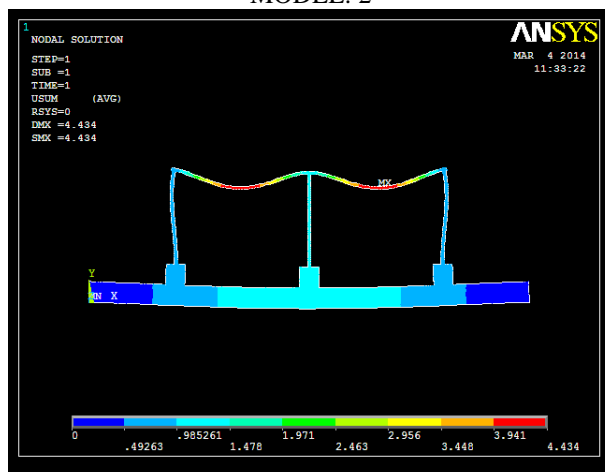 MODEL: 2
1
NODAL SOLUTION
STEP=1
SUB =1
TIME=1
USUM (AVG)
RSYS=0
DMX =4.434
SMX =4.434
ANSYS
MAR 4 2014
11:33:22
MX
Y
MN X
0 .985261 1.971 2.956 3.941
.49263 1.478 2.463 3.448 4.434